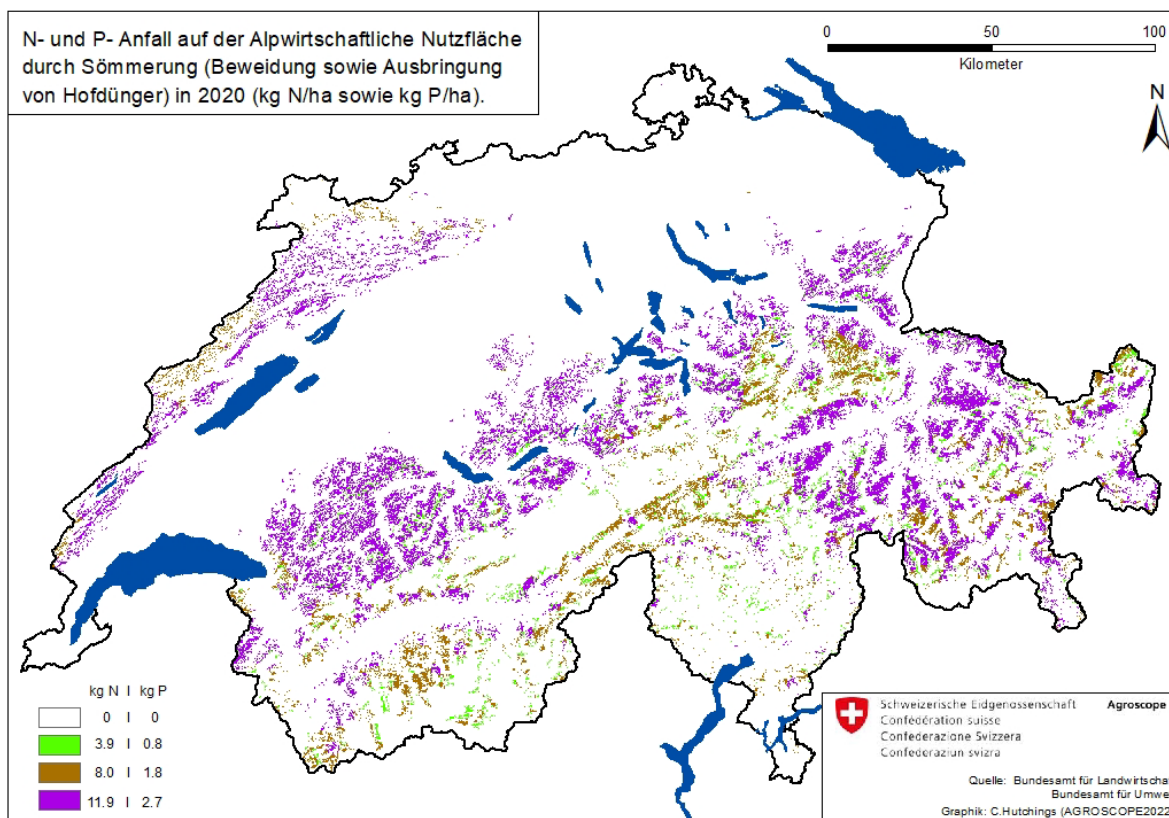 N- und P- Anfall auf der Alpwirtschaftliche Nutzfläche
durch Sömmerung (Beweidung sowie Ausbringung
von Hofdünger) in 2020 (kg N/ha sowie kg P/ha).
0 50 100
Kilometer
N
kg N I kg P
0 I 0
3.9 I 0.8
8.0 I 1.8
11.9 I 2.7
Schweizerische Eidgenossenschaft Agroscope
Confédération suisse
Confederazione Svizzera
Confederaziun svizra
Quelle: Bundesamt für Landwirtschaf
Bundesamt für Umwe
Graphik: C.Hutchings (AGROSCOPE2022